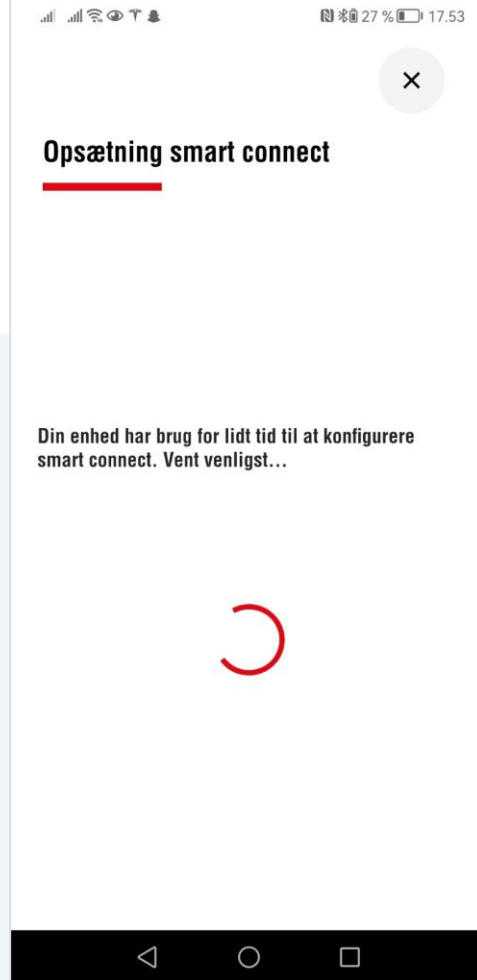 27 % 17.53
Opsætning smart connect
Din enhed har brug for lidt tid til at konfigurere
smart connect. Vent venligst...